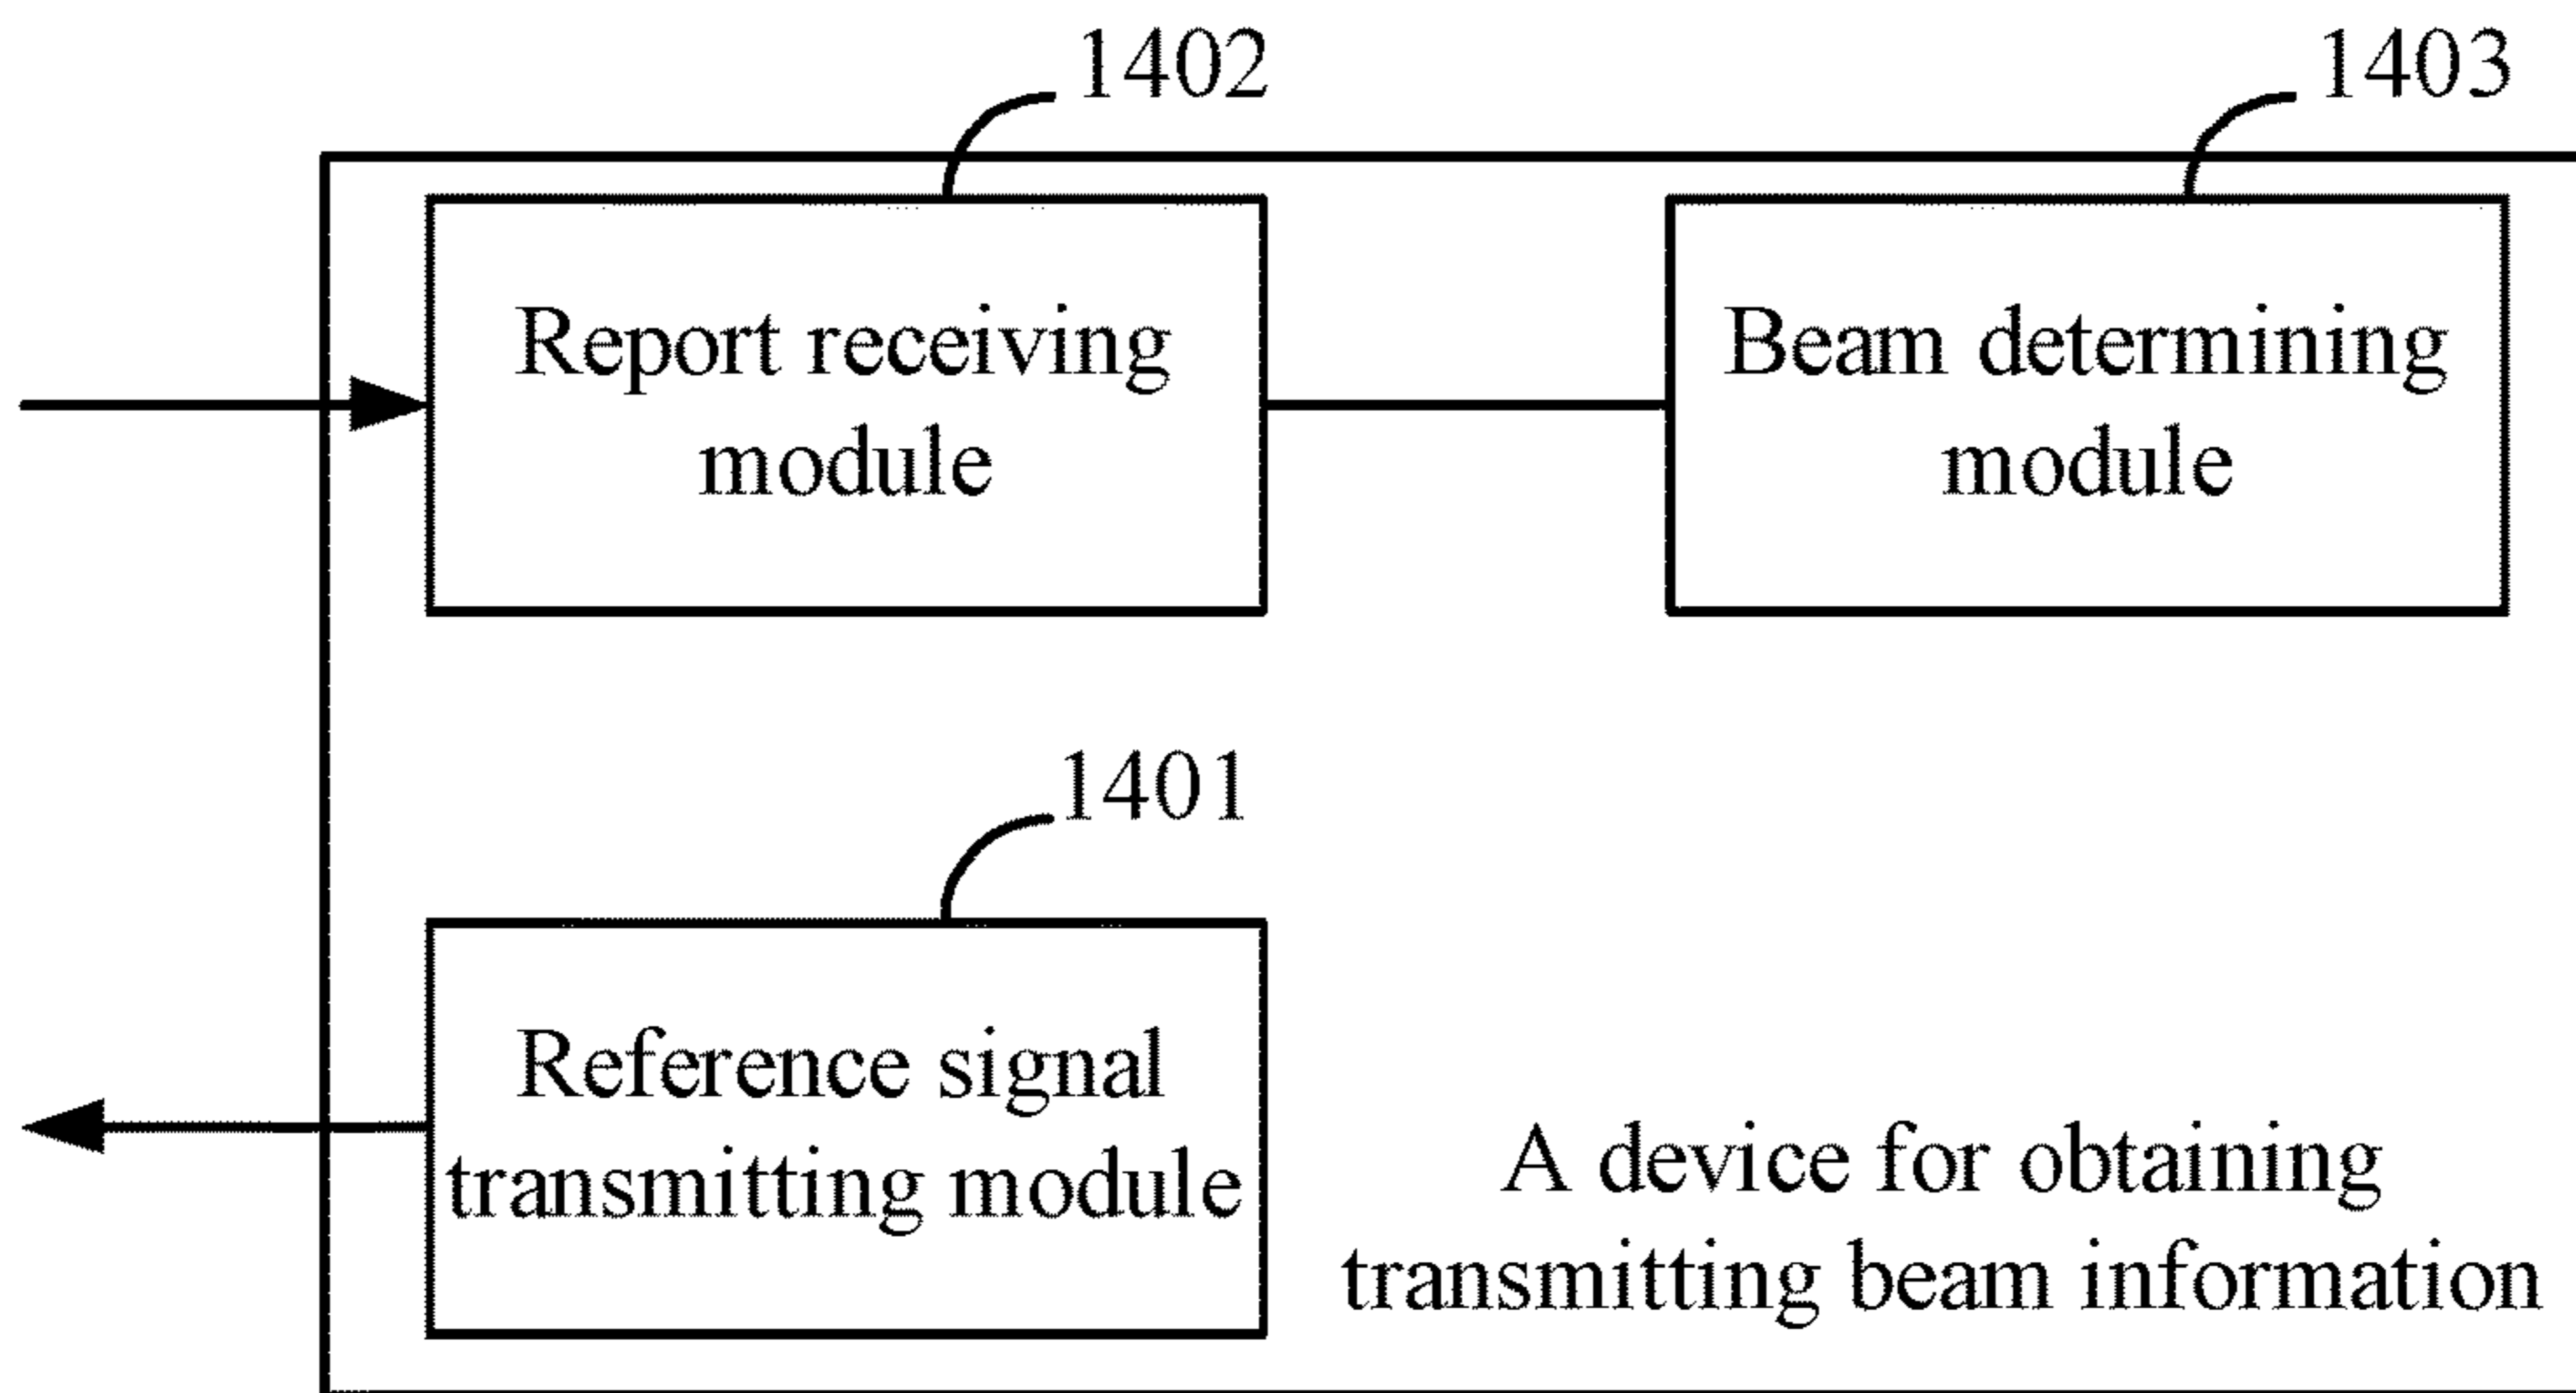 1402
1403
Report receiving
module
Beam determining
module
1401
Reference signal
transmitting module
A device for obtaining
transmitting beam information